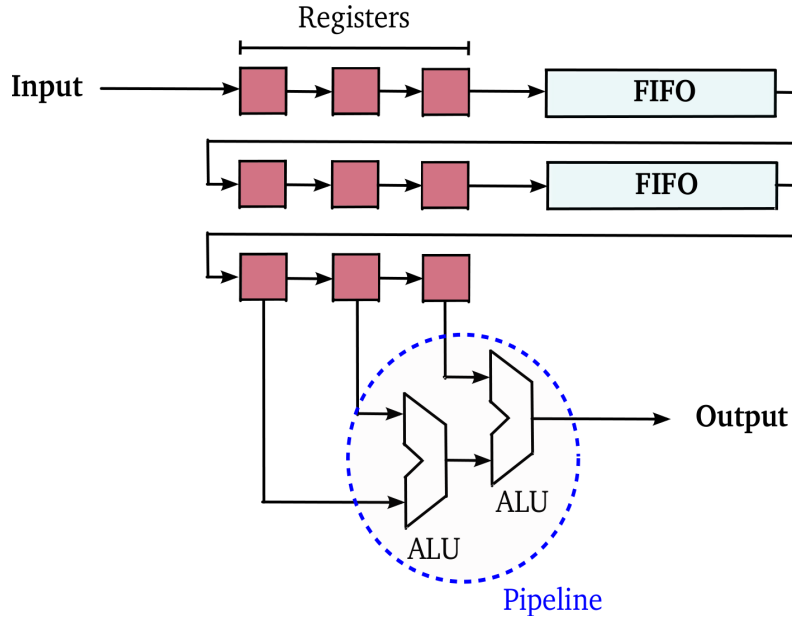 Registers
Input
FIFO
FIFO
Output
ALU
ALU
Pipeline